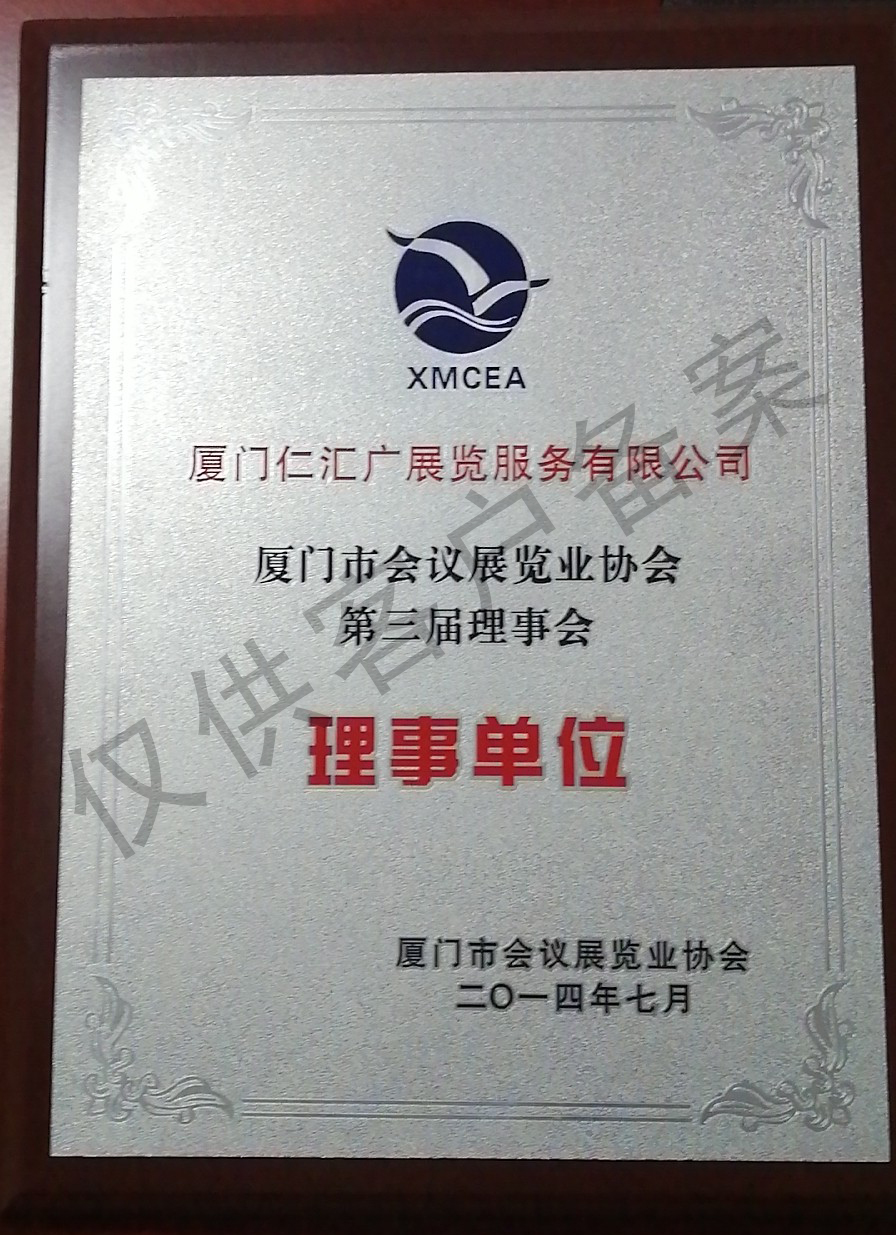 XMCEA
厦门仁汇广展览服务有限公司
厦门市会议展览业协会
第三届理事会
理事单位
厦门市会议展览业协会
二〇一四年七月
仅供客户备案